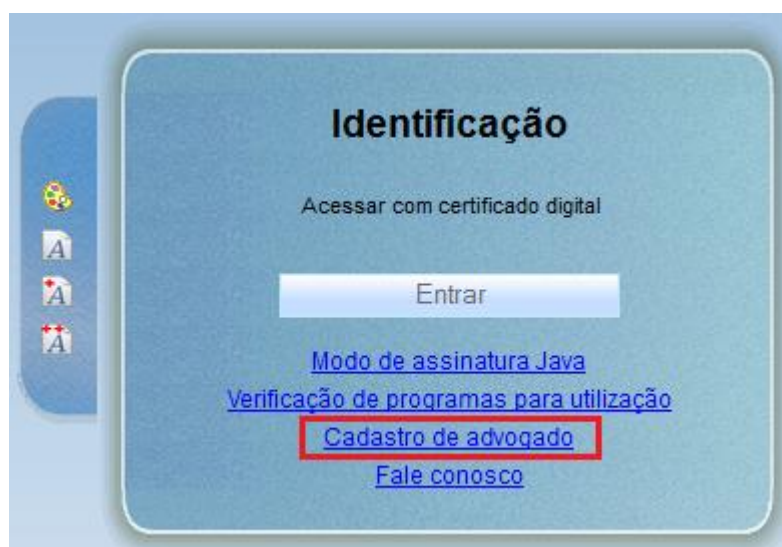 Identificação
Acessar com certificado digital
Entrar
Modo de assinatura Java
Verificação de programas para utilização
Cadastro de advogado
Fale conosco
A
A
A